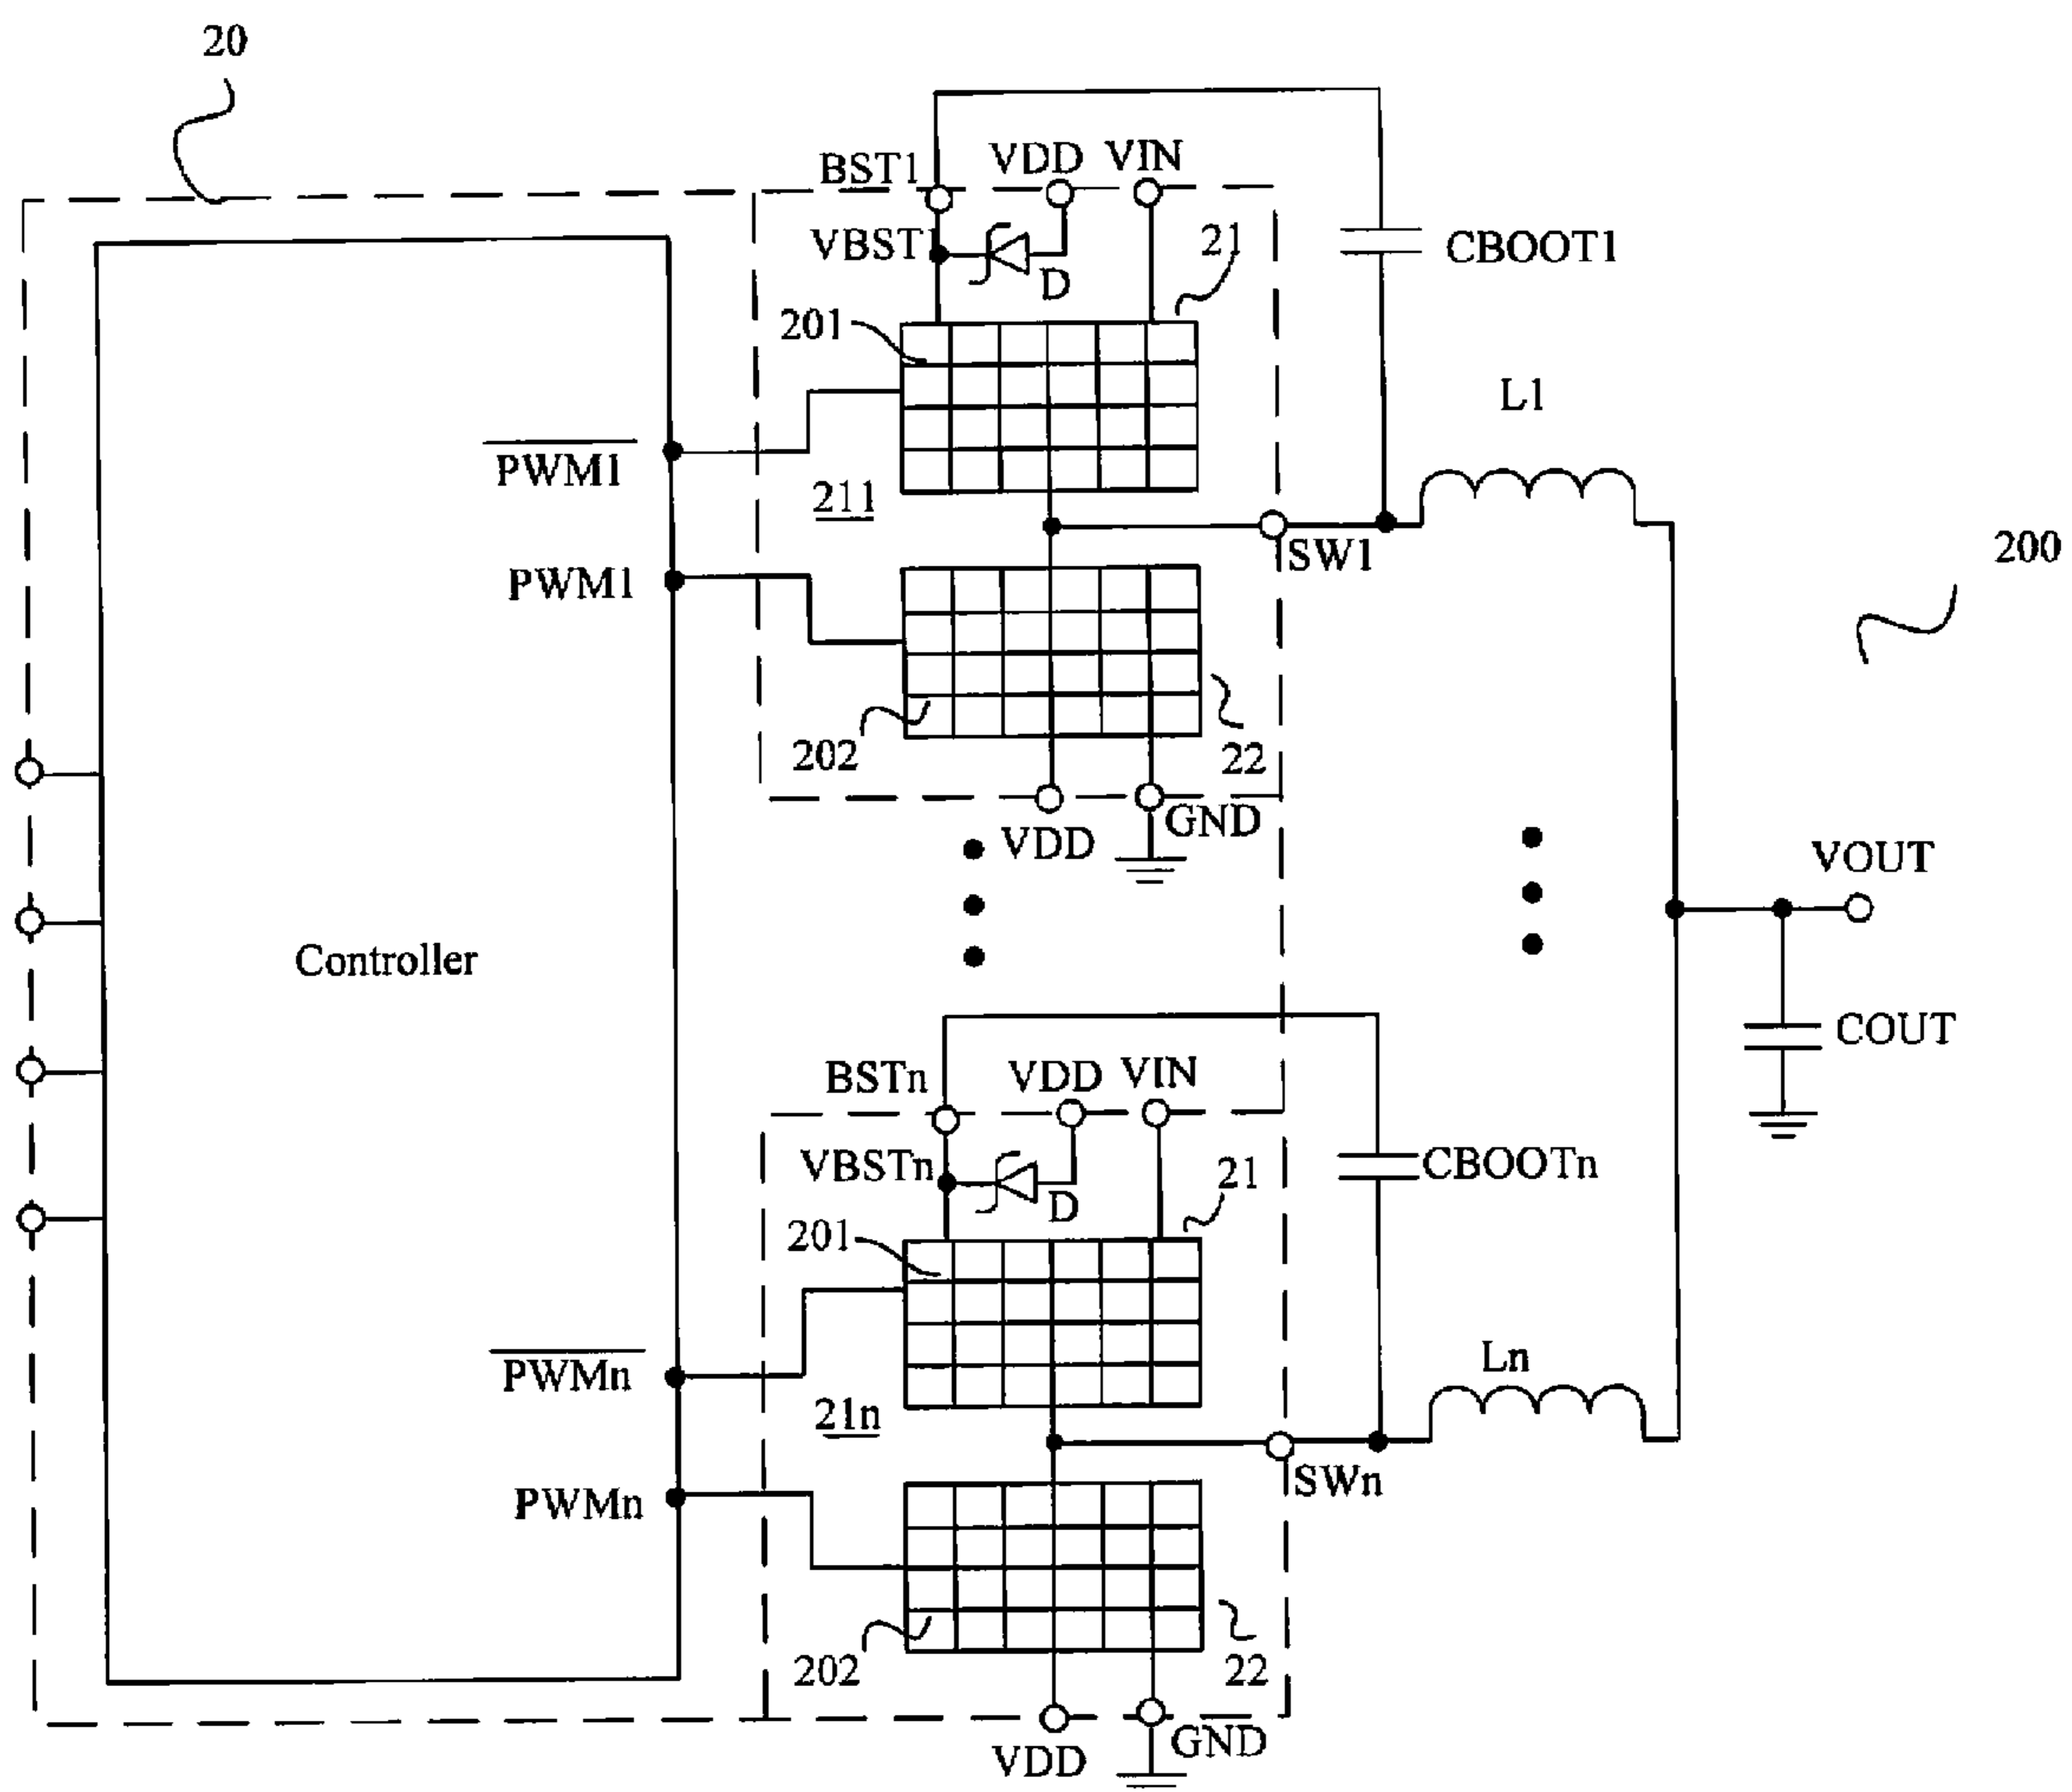 20
BST1 VDD VIN
VBST1 D 21
CBOOT1
201
L1
PWM1
211
SW1
200
PWM1
202 22
VDD GND
VOUT
Controller
COUT
BSTn VDD VIN
VBSTn D 21
CBOOTn
201
Ln
PWMn
21n
SWn
PWMn
202 22
VDD GND